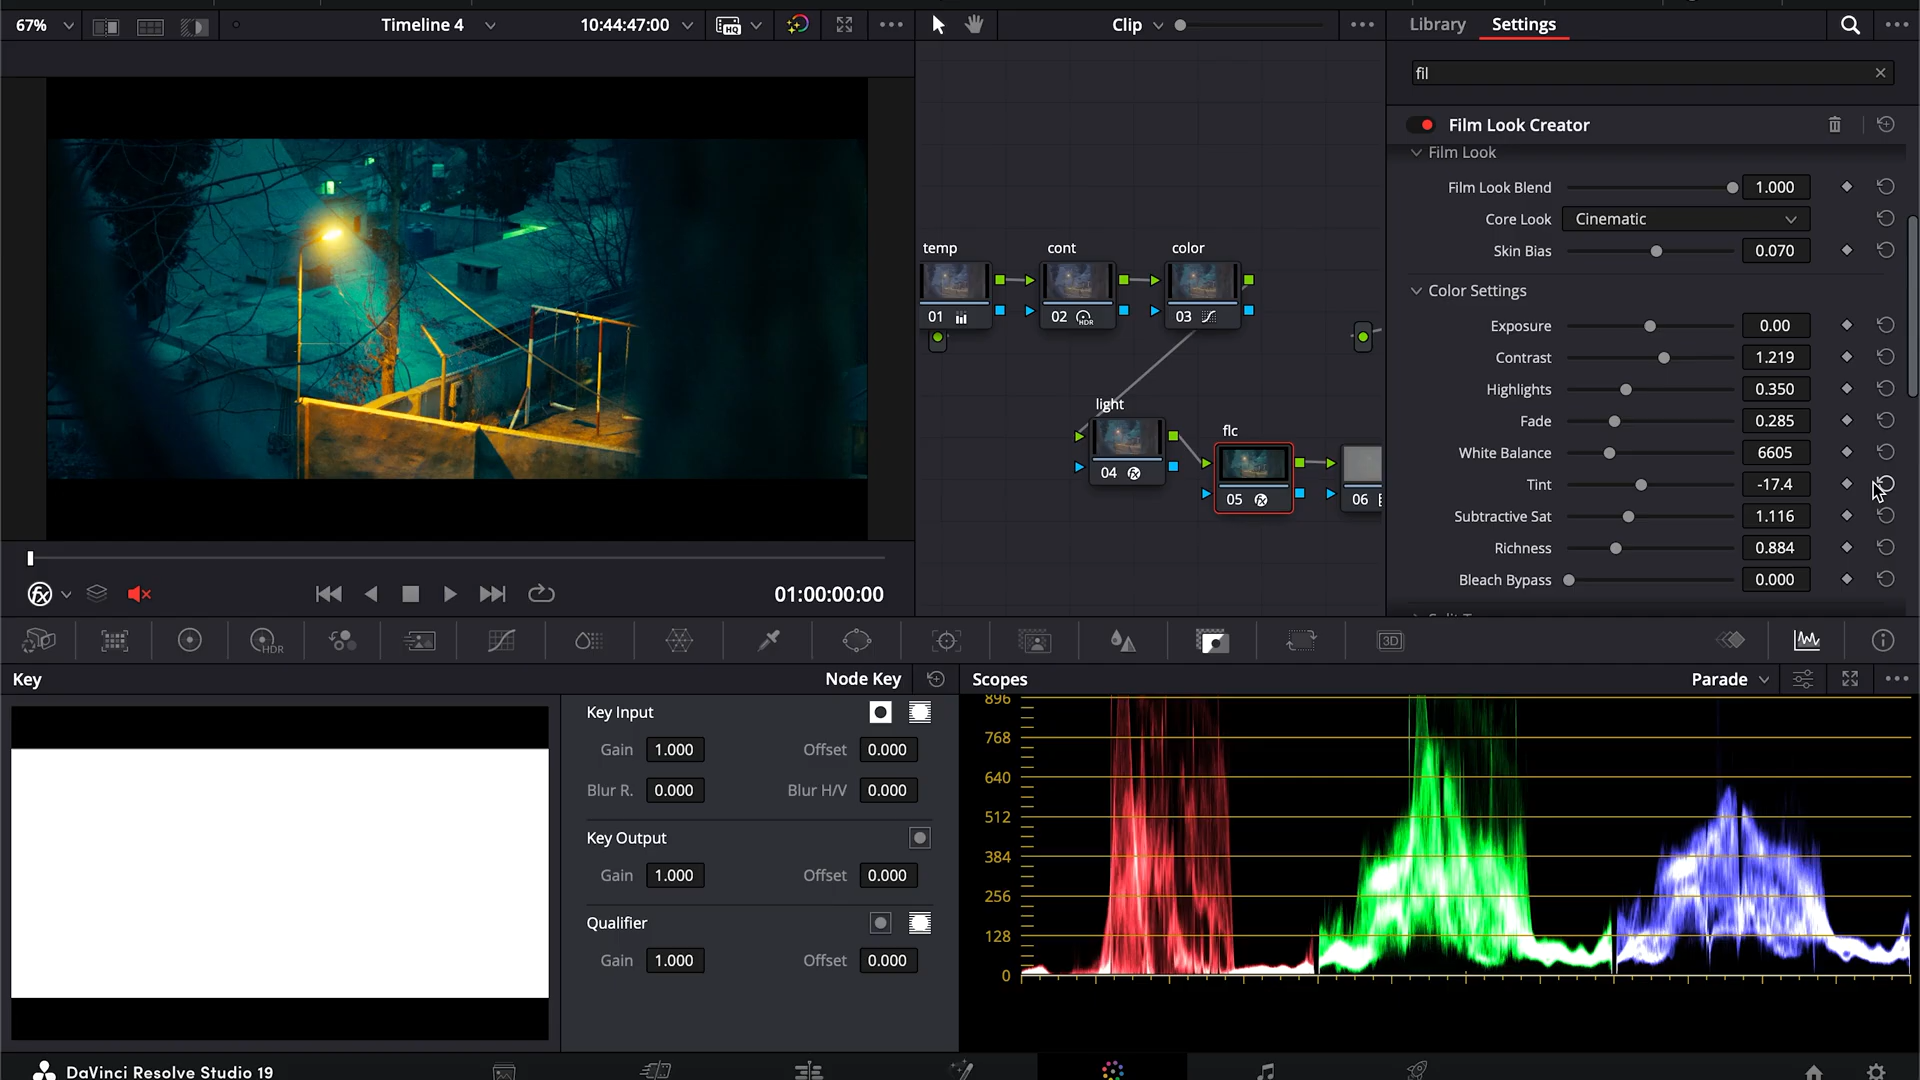 67%
Timeline 4
10:44:47:00
HQ
Clip
Library
Settings
fil
Film Look Creator
Film Look
Film Look Blend 1.000
Core Look Cinematic
Skin Bias 0.070
Color Settings
Exposure 0.00
Contrast 1.219
Highlights 0.350
Fade 0.285
White Balance 6605
Tint -17.4
Subtractive Sat 1.116
Richness 0.884
Bleach Bypass 0.000
temp
cont
color
01
02
HDR
03
light
flc
04
05
06
fx
01:00:00:00
HDR
3D
Key
Node Key
Key Input
Gain 1.000 Offset 0.000
Blur R. 0.000 Blur H/V 0.000
Key Output
Gain 1.000 Offset 0.000
Qualifier
Gain 1.000 Offset 0.000
Scopes
Parade
896
768
640
512
384
256
128
0
DaVinci Resolve Studio 19